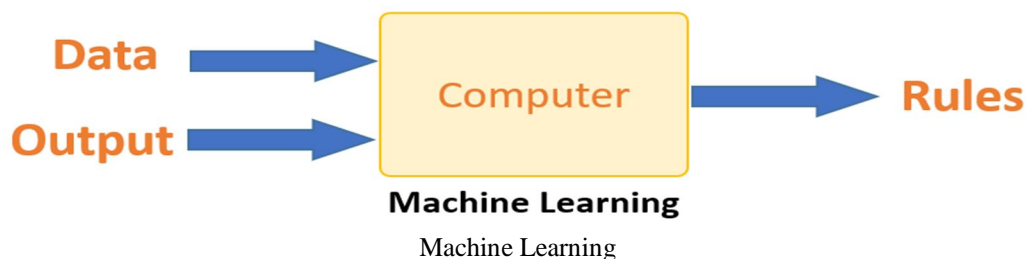 Data
Output
Computer
Rules
Machine Learning
Machine Learning